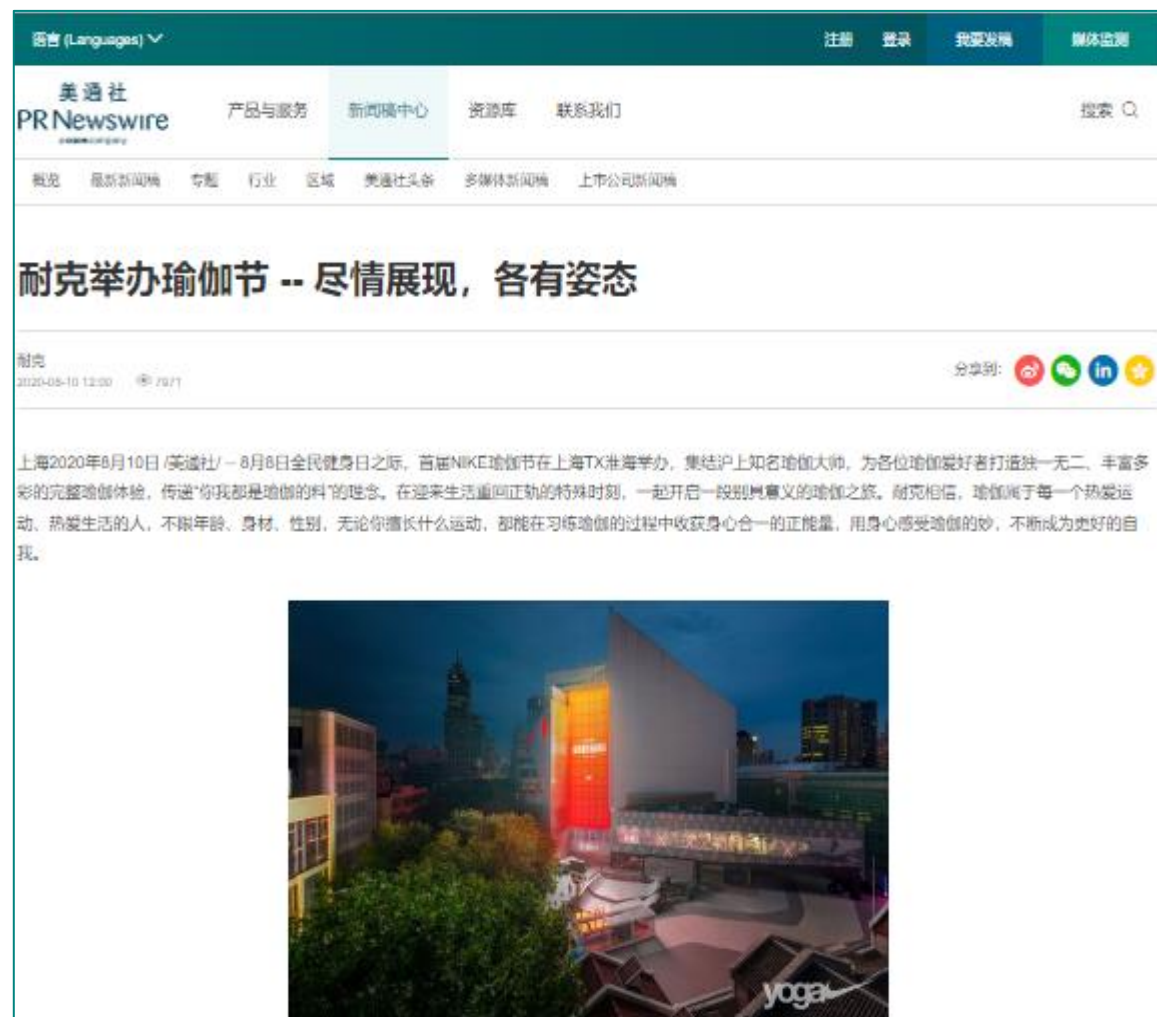 语言 (Languages)
注册 登录 我要发稿 媒体监测
美通社
PR Newswire
产品与服务 新闻稿中心 资源库 联系我们 搜索
概览 最新新闻稿 专题 行业 区域 美通社头条 多媒体新闻稿 上市公司新闻稿
耐克举办瑜伽节 -- 尽情展现，各有姿态
耐克
2020-08-10 12:00 7971
分享到:
上海2020年8月10日 /美通社/ -- 8月8日全民健身日之际，首届NIKE瑜伽节在上海TX淮海举办，集结沪上知名瑜伽大师，为各位瑜伽爱好者打造独一无二、丰富多
彩的完整瑜伽体验，传递“你我都是瑜伽的料”的理念。在迎来生活重回正轨的特殊时刻，一起开启一段别具意义的瑜伽之旅。耐克相信，瑜伽属于每一个热爱运
动、热爱生活的人，不限年龄、身材、性别，无论你擅长什么运动，都能在习练瑜伽的过程中收获身心合一的正能量，用身心感受瑜伽的妙，不断成为更好的自
我。
yoga